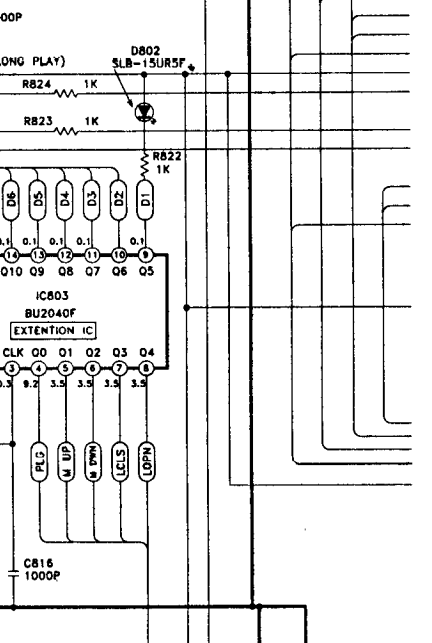 00P
D802
SLB-15UR5F
ONG PLAY)
R824 1K
R823 1K
R822
1K
D6 D5 D4 D3 D2 D1
0.1 0.1 0.1 0.1 0.1
14 13 12 11 10 9
Q10 Q9 Q8 Q7 Q6 Q5
IC803
BU2040F
EXTENTION IC
CLK Q0 Q1 Q2 Q3 Q4
3 4 5 6 7 8
0.3 9.2 3.5 3.5 3.5 3.5
PLG M UP M DWN LCLS LOPN
C816
1000P